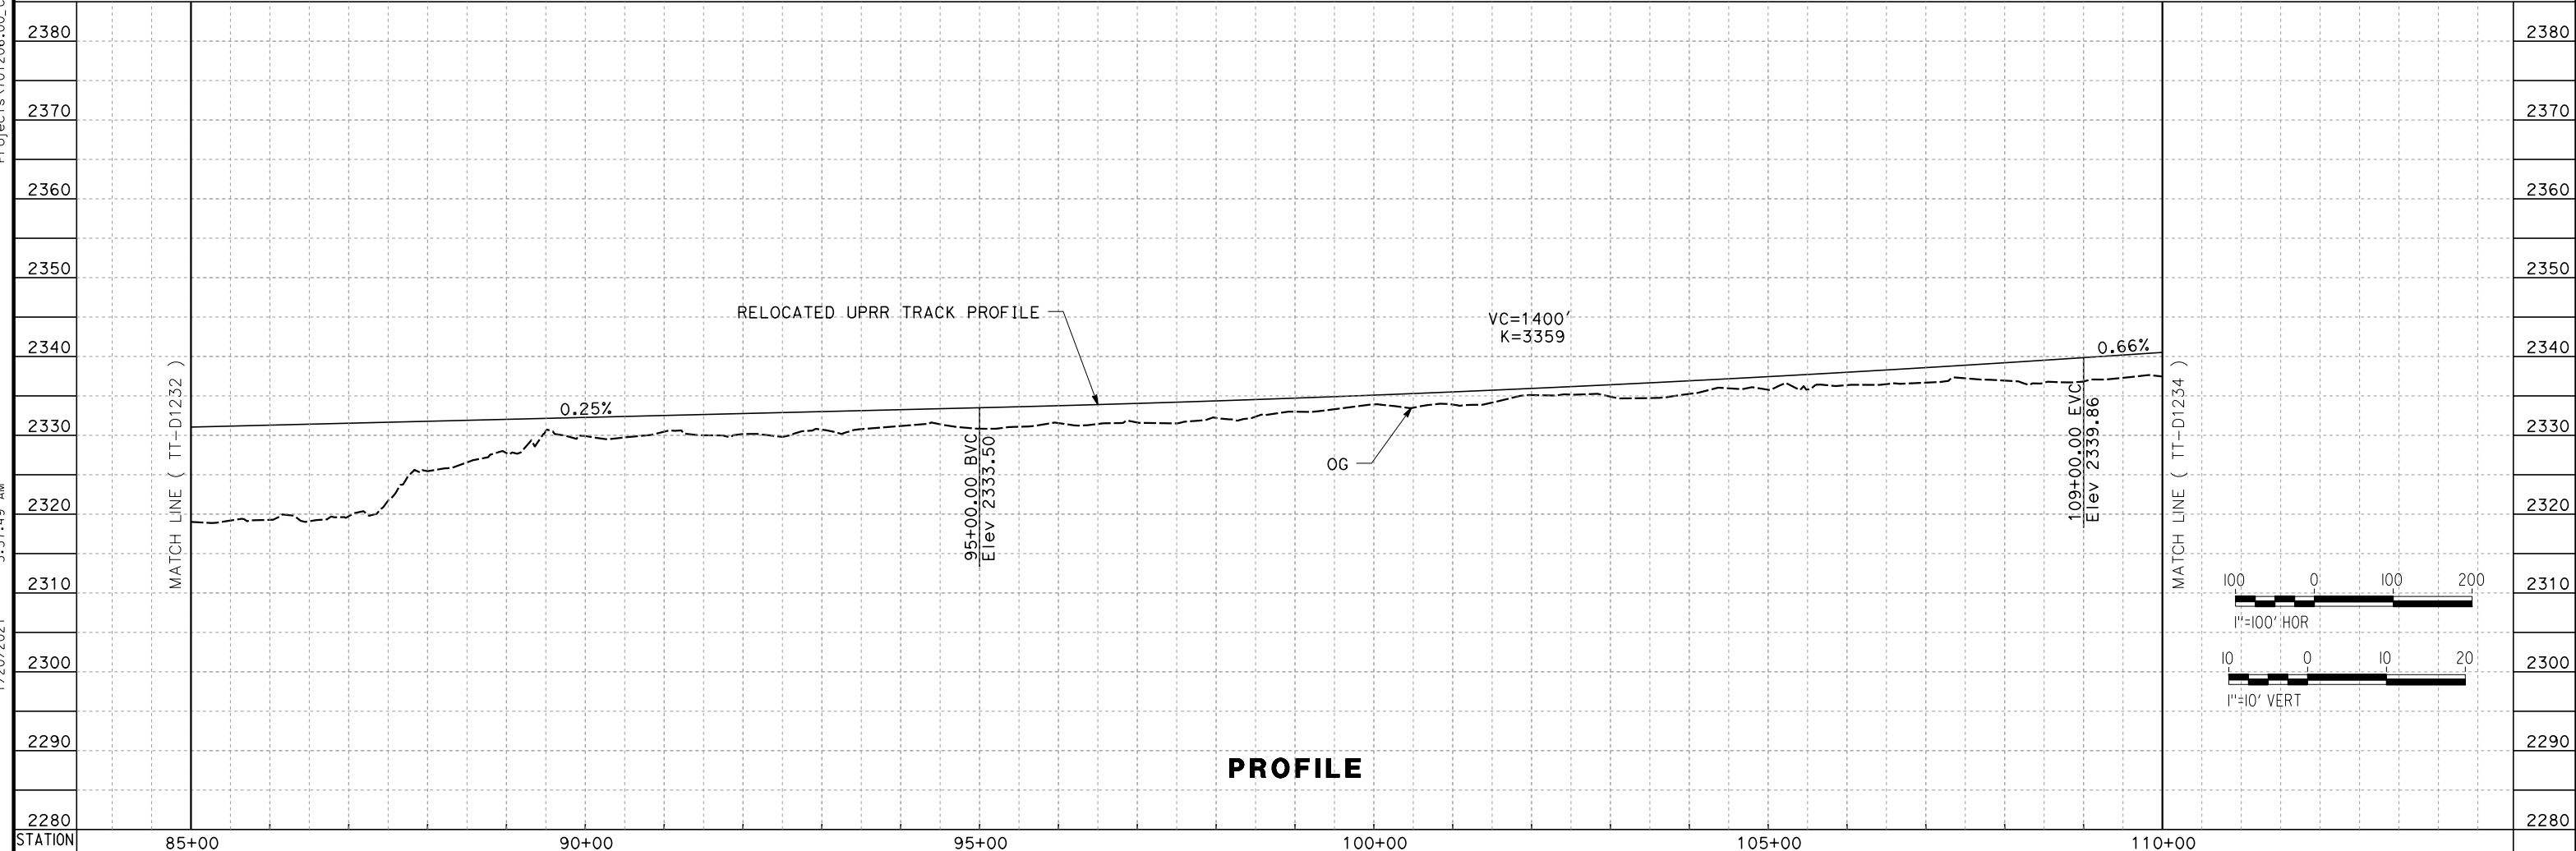 2380 2380
2370 2370
2360 2360
2350 2350
RELOCATED UPRR TRACK PROFILE
VC=1400'
K=3359
2340 2340
0.66%
0.25%
2330 2330
OG
MATCH LINE ( TT-D1232 )
95+00.00 BVC
Elev 2333.50
109+00.00 EVC
Elev 2339.86
MATCH LINE ( TT-D1234 )
2320 2320
2310 2310
100 0 100 200
1"=100' HOR
2300 2300
10 0 10 20
1"=10' VERT
2290 2290
PROFILE
2280 2280
STATION 85+00 90+00 95+00 100+00 105+00 110+00